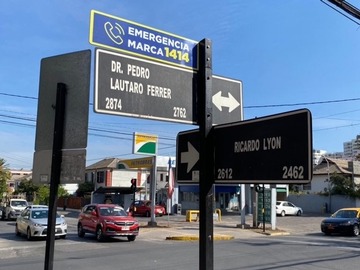 EMERGENCIA
MARCA 1414
DR. PEDRO
LAUTARO FERRER
2874 2762
RICARDO LYON
2612 2462